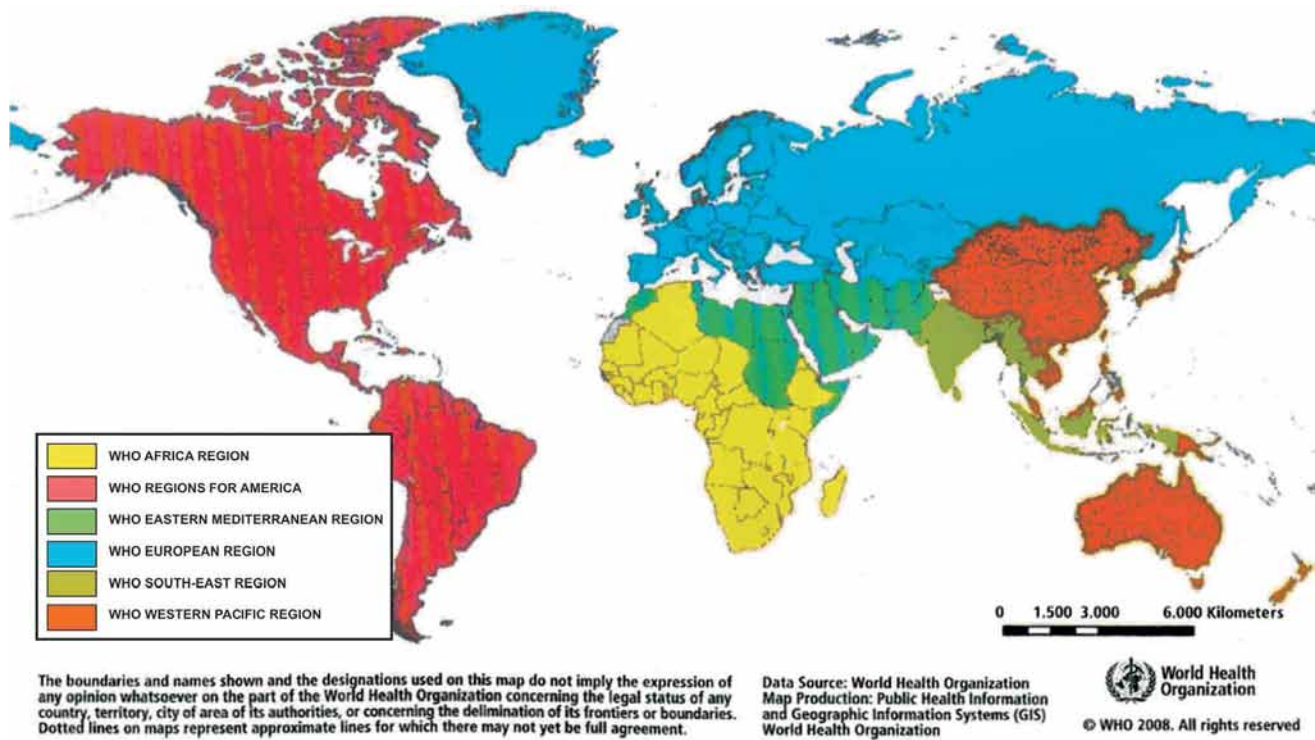 WHO AFRICA REGION
WHO REGIONS FOR AMERICA
WHO EASTERN MEDITERRANEAN REGION
WHO EUROPEAN REGION
WHO SOUTH-EAST REGION
WHO WESTERN PACIFIC REGION
0 1.500 3.000 6.000 Kilometers
The boundaries and names shown and the designations used on this map do not imply the expression of
any opinion whatsoever on the part of the World Health Organization concerning the legal status of any
country, territory, city of area of its authorities, or concerning the delimination of its frontiers or boundaries.
Dotted lines on maps represent approximate lines for which there may not yet be full agreement.
Data Source: World Health Organization
Map Production: Public Health Information
and Geographic Information Systems (GIS)
World Health Organization
World Health
Organization
© WHO 2008. All rights reserved